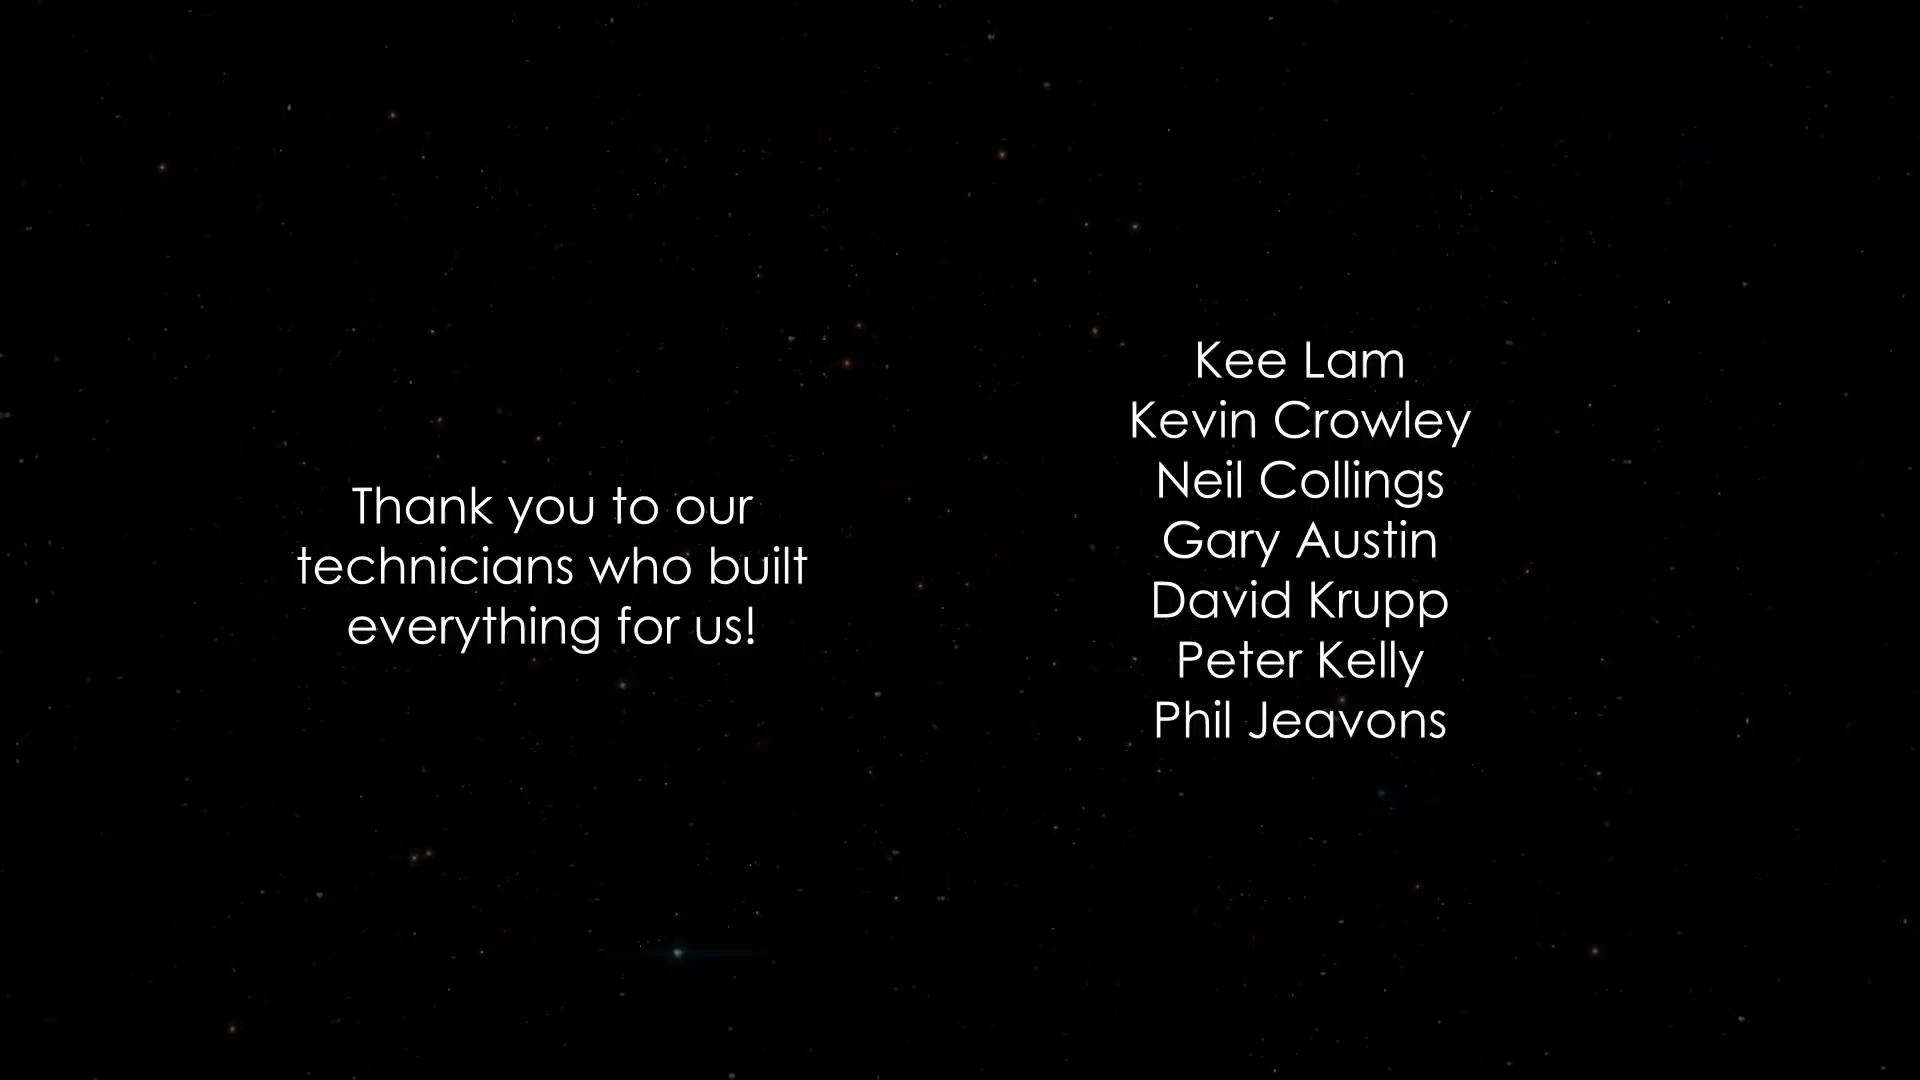 Thank you to our
technicians who built
everything for us!
Kee Lam
Kevin Crowley
Neil Collings
Gary Austin
David Krupp
Peter Kelly
Phil Jeavons